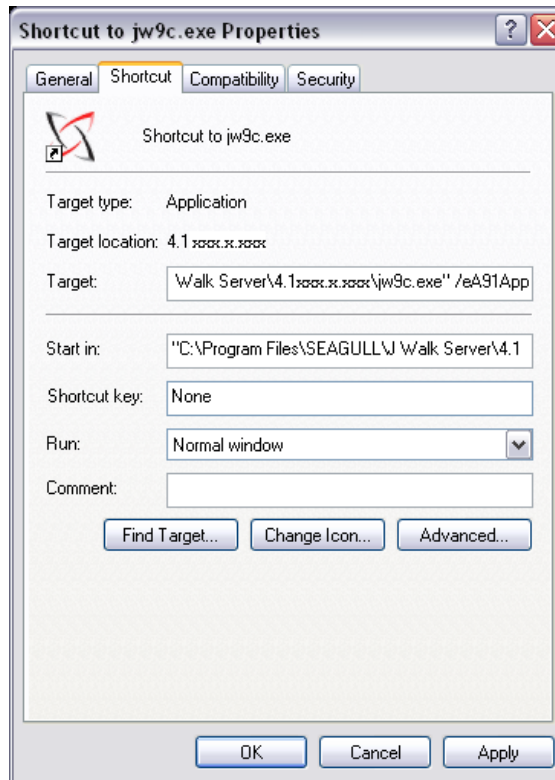 Shortcut to jw9c.exe Properties
General Shortcut Compatibility Security
Shortcut to jw9c.exe
Target type: Application
Target location: 4.1xxx.x.xxx
Target: Walk Server\4.1xxx.x.xxx\jw9c.exe" /eA91App
Start in: "C:\Program Files\SEAGULL\J Walk Server\4.1
Shortcut key: None
Run: Normal window
Comment:
Find Target... Change Icon... Advanced...
OK Cancel Apply